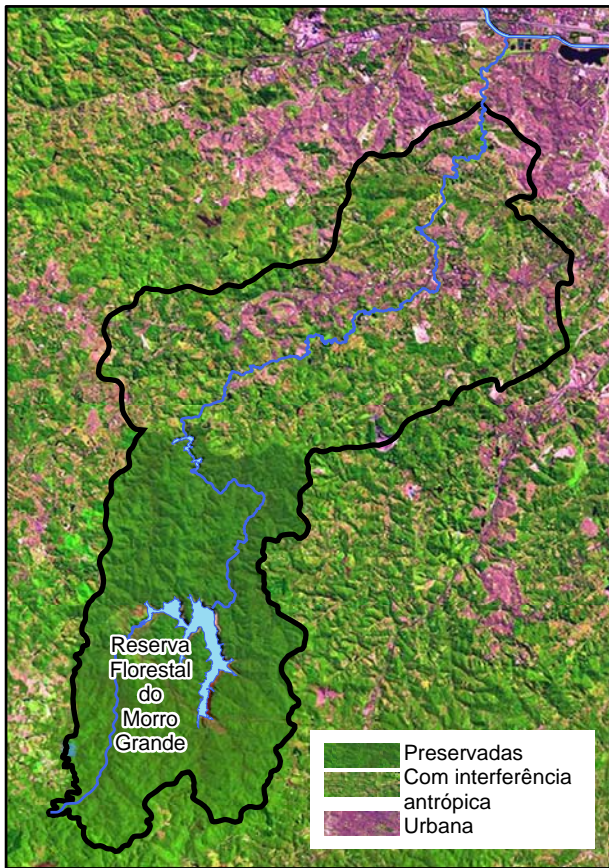 Reserva
Florestal
do
Morro
Grande
Preservadas
Com interferência
antrópica
Urbana